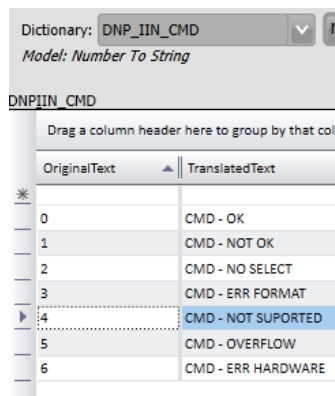 Dictionary: DNP_IIN_CMD
Model: Number To String
DNPIIN_CMD
Drag a column header here to group by that col
OriginalText TranslatedText
0 CMD - OK
1 CMD - NOT OK
2 CMD - NO SELECT
3 CMD - ERR FORMAT
4 CMD - NOT SUPORTED
5 CMD - OVERFLOW
6 CMD - ERR HARDWARE